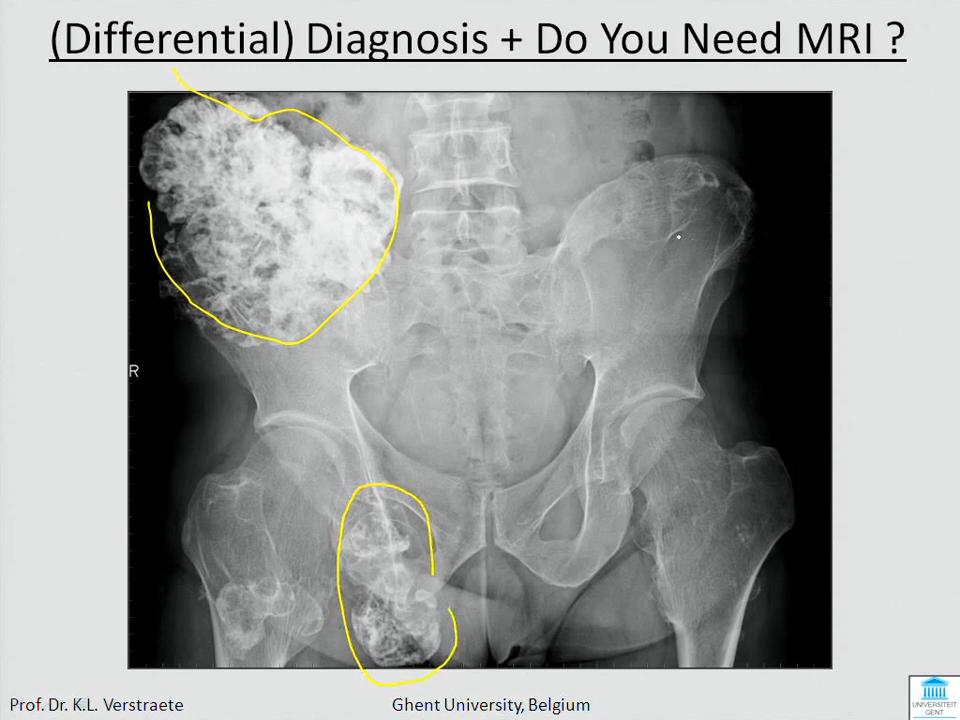 (Differential) Diagnosis + Do You Need MRI ?
R
Prof. Dr. K.L. Verstraete
Ghent University, Belgium
UNIVERSITEIT
GENT